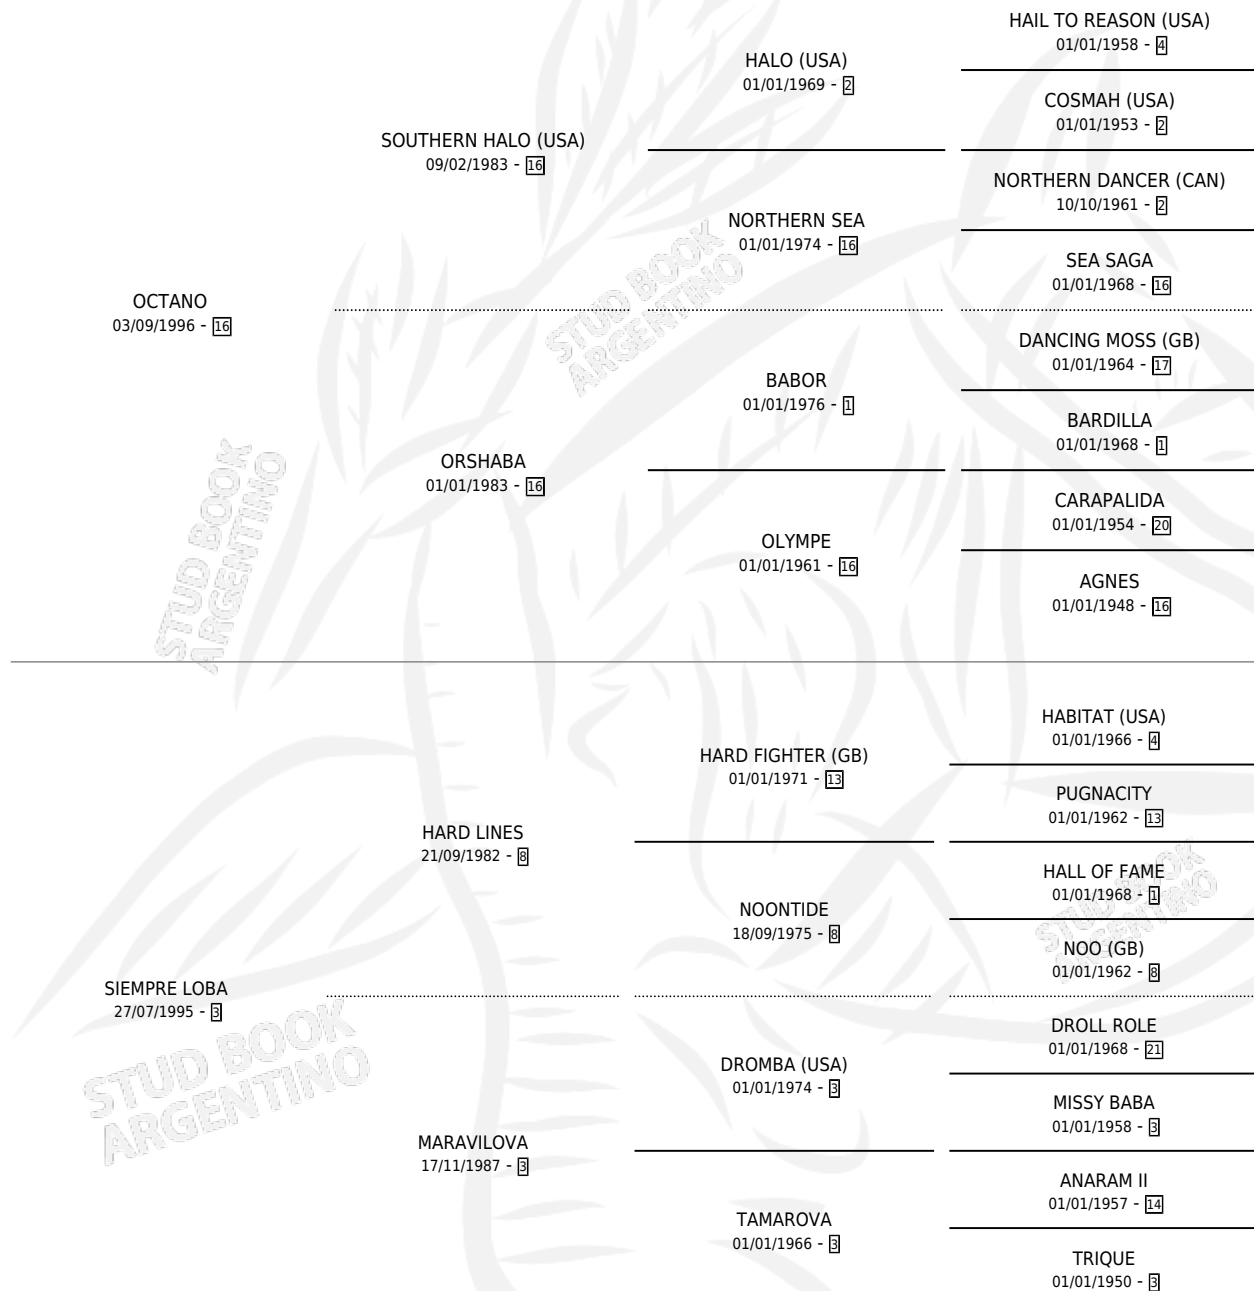 HAIL TO REASON (USA)
01/01/1958 - 4
HALO (USA)
01/01/1969 - 2
COSMAH (USA)
01/01/1953 - 2
SOUTHERN HALO (USA)
09/02/1983 - 16
NORTHERN DANCER (CAN)
10/10/1961 - 2
NORTHERN SEA
01/01/1974 - 16
SEA SAGA
01/01/1968 - 16
OCTANO
03/09/1996 - 16
STUD BOOK
ARGENTINO
DANCING MOSS (GB)
01/01/1964 - 17
BABOR
01/01/1976 - 1
BARDILLA
01/01/1968 - 1
ORSHABA
01/01/1983 - 16
CARAPALIDA
01/01/1954 - 20
OLYMPE
01/01/1961 - 16
AGNES
01/01/1948 - 16
STUD BOOK
ARGENTINO
HABITAT (USA)
01/01/1966 - 4
HARD FIGHTER (GB)
01/01/1971 - 13
PUGNACITY
01/01/1962 - 13
HARD LINES
21/09/1982 - 8
HALL OF FAME
01/01/1968 - 1
NOONTIDE
18/09/1975 - 8
NOO (GB)
01/01/1962 - 8
STUD BOOK
ARGENTINO
SIEMPRE LOBA
27/07/1995 - 3
DROLL ROLE
01/01/1968 - 21
DROMBA (USA)
01/01/1974 - 3
MISSY BABA
01/01/1958 - 3
STUD BOOK
ARGENTINO
MARAVILOVA
17/11/1987 - 3
ANARAM II
01/01/1957 - 14
TAMAROVA
01/01/1966 - 3
TRIQUE
01/01/1950 - 3